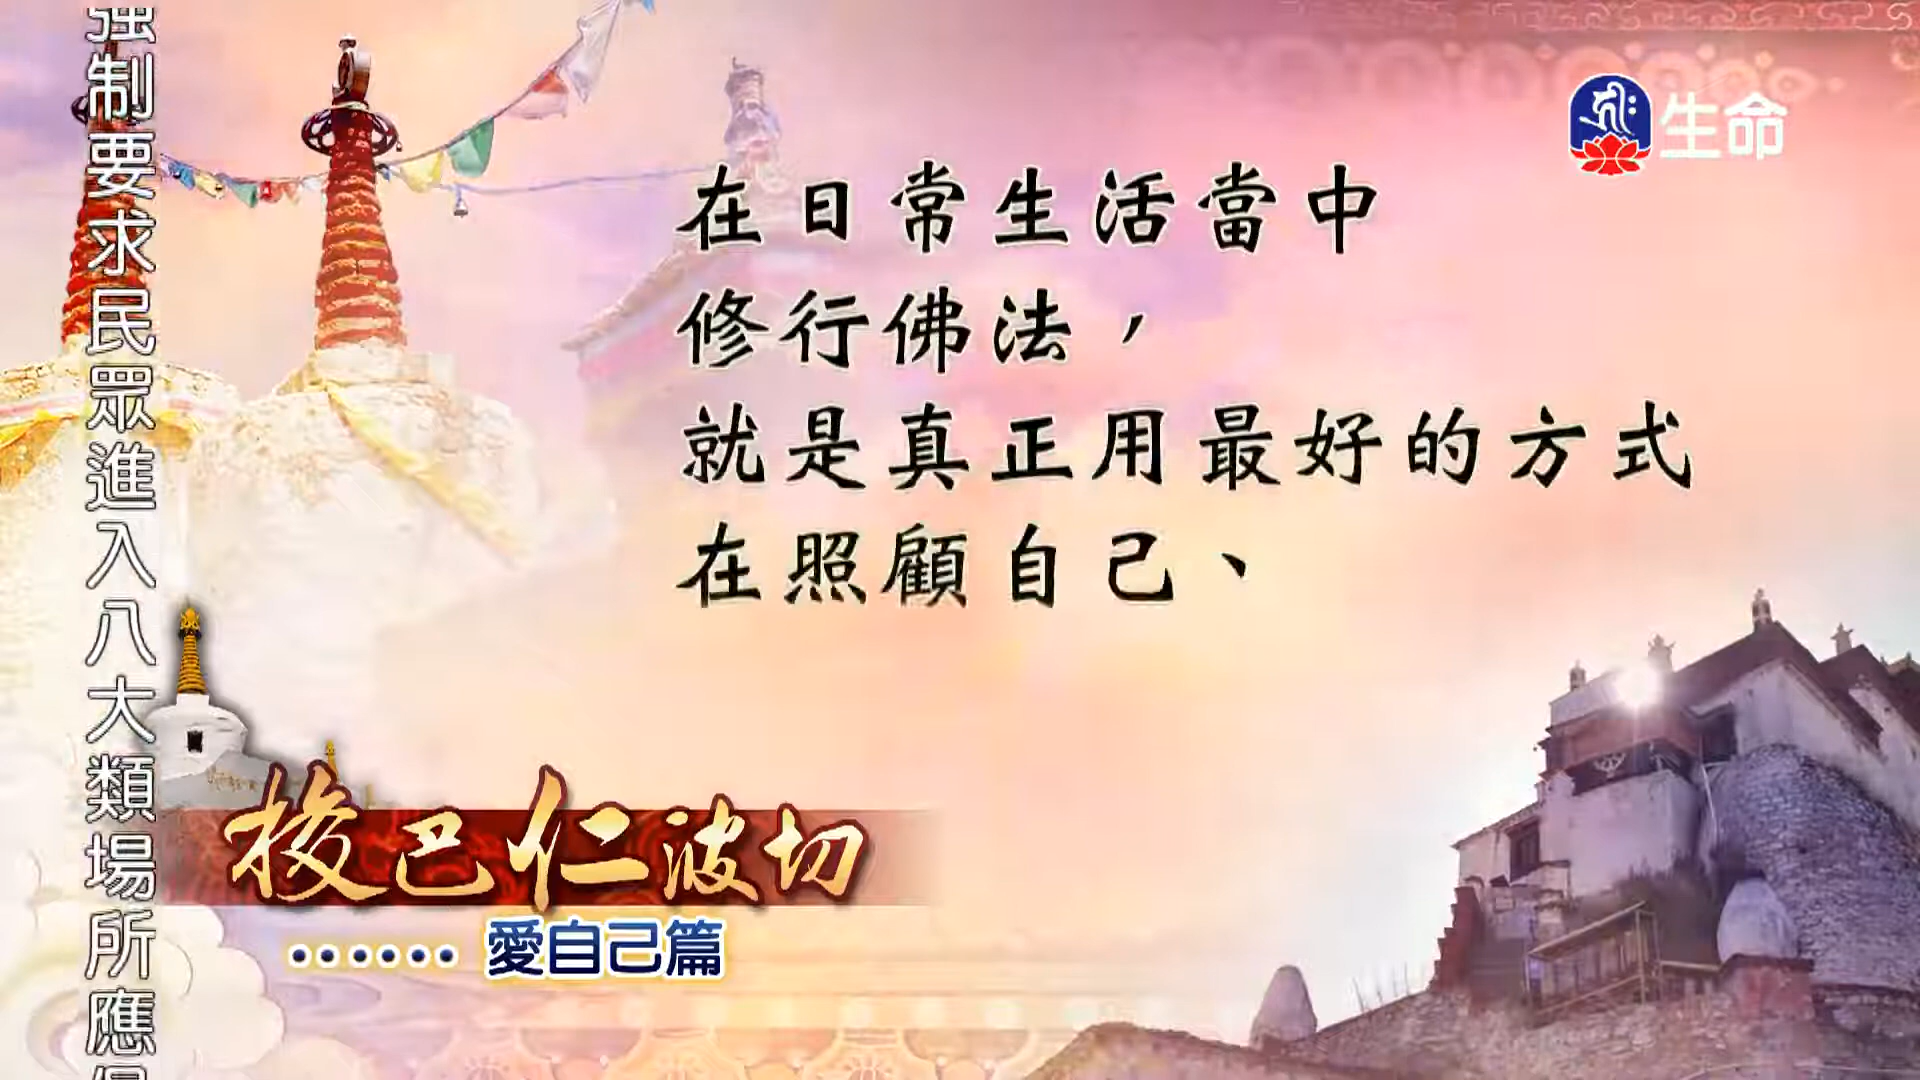 强制要求民眾進入八大類場所應
生命
在日常生活當中
修行佛法，
就是真正用最好的方式
在照顧自己、
梭巴仁波切
…… 愛自己篇